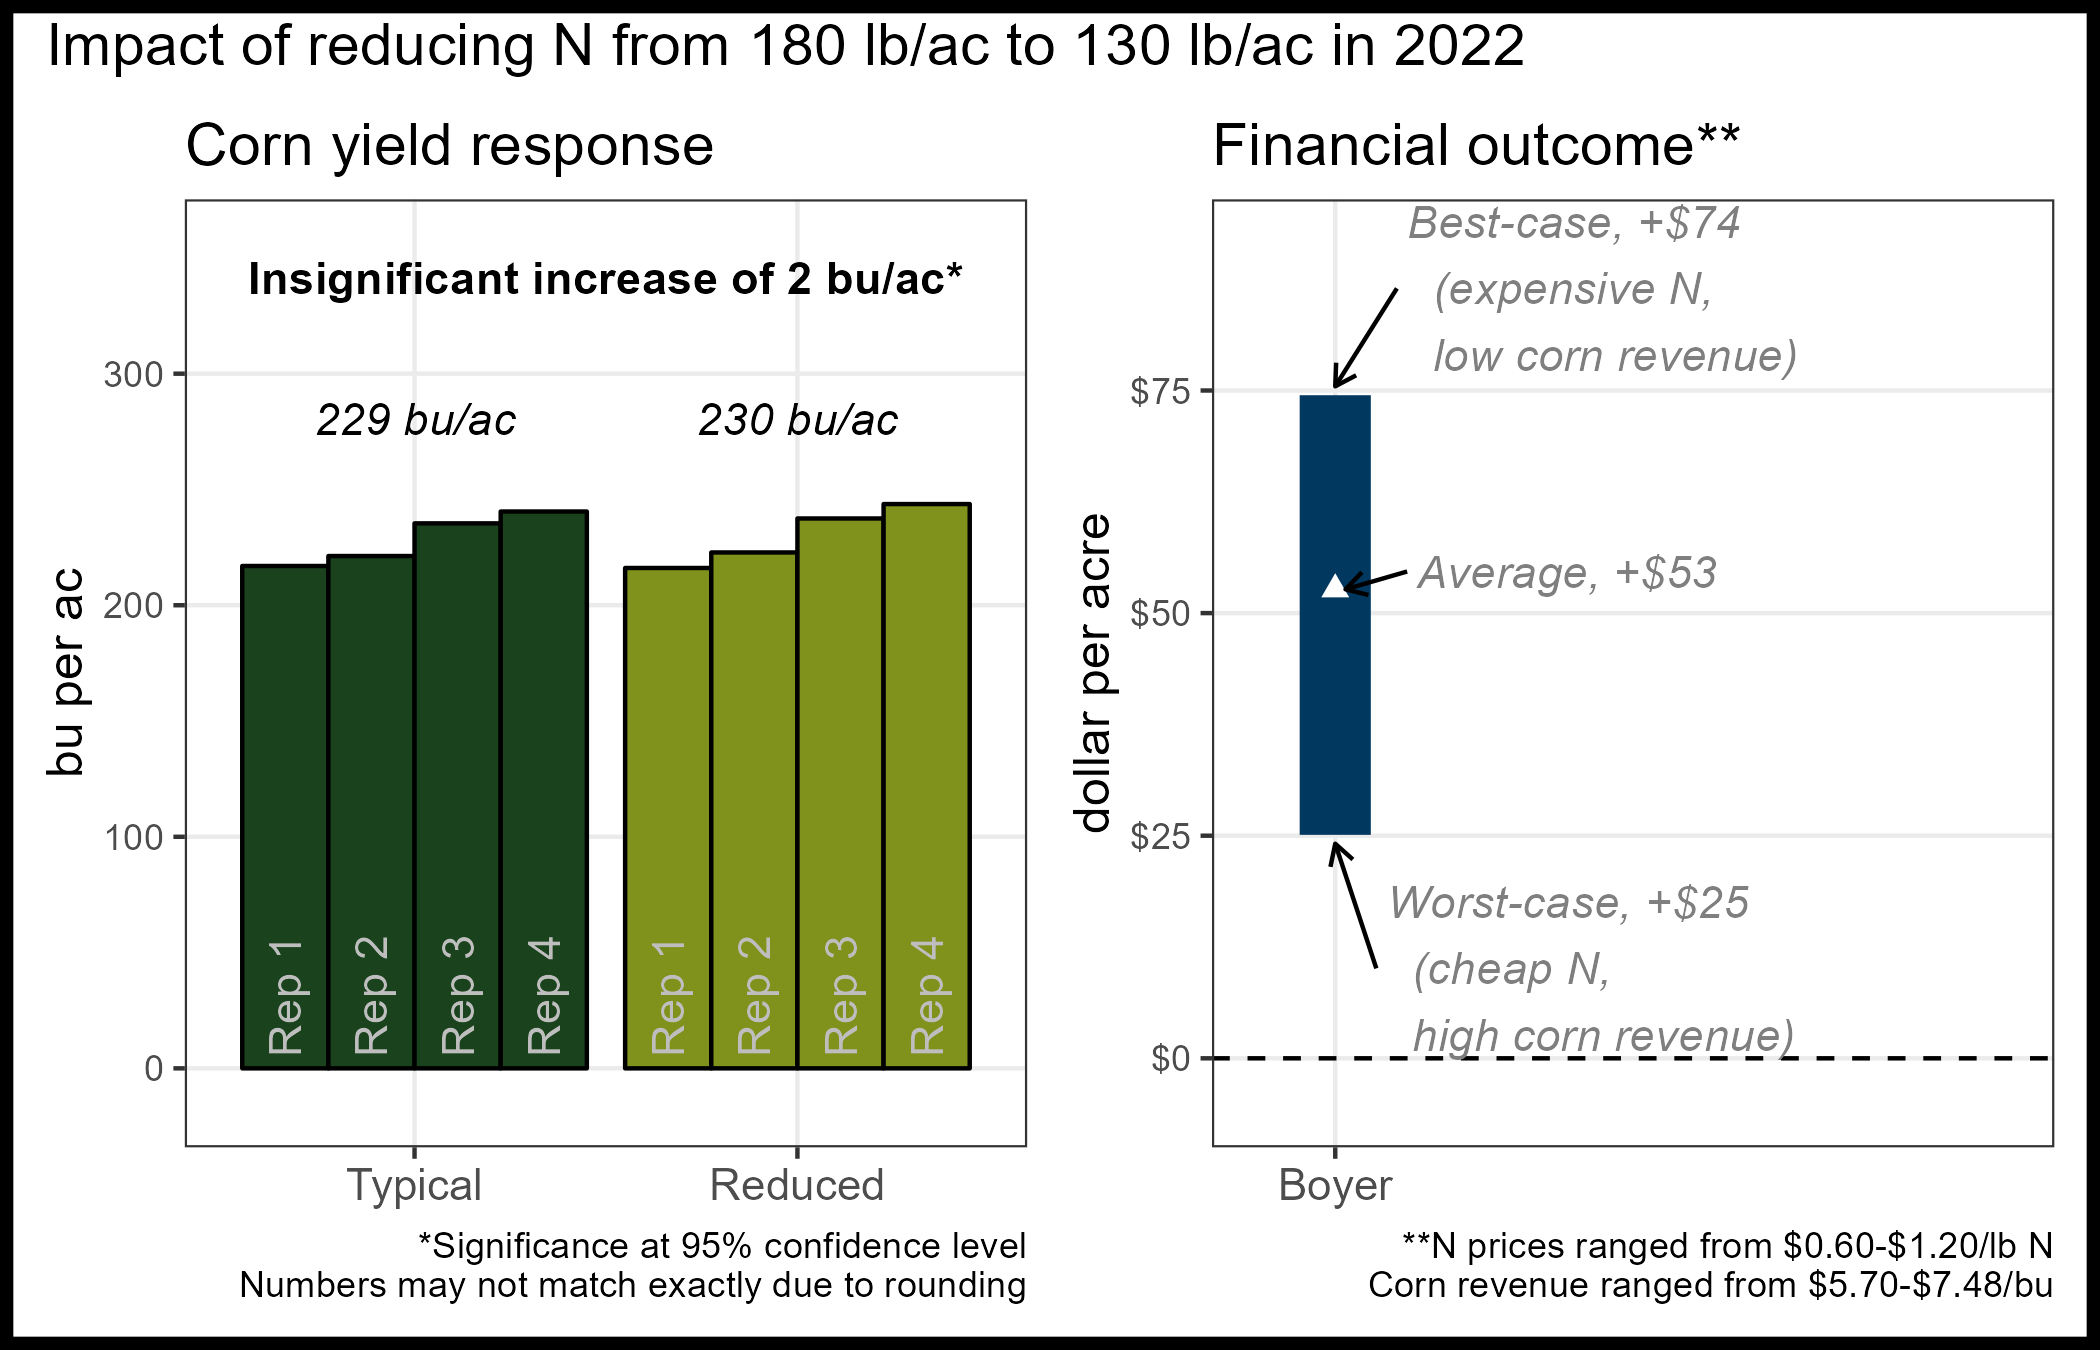 Impact of reducing N from 180 lb/ac to 130 lb/ac in 2022
Corn yield response
Insignificant increase of 2 bu/ac*
229 bu/ac
230 bu/ac
bu per ac
300
200
100
0
Rep 1
Rep 2
Rep 3
Rep 4
Rep 1
Rep 2
Rep 3
Rep 4
Typical
Reduced
*Significance at 95% confidence level
Numbers may not match exactly due to rounding
Financial outcome**
Best-case, +$74
(expensive N,
low corn revenue)
Average, +$53
Worst-case, +$25
(cheap N,
high corn revenue)
dollar per acre
$75
$50
$25
$0
Boyer
**N prices ranged from $0.60-$1.20/lb N
Corn revenue ranged from $5.70-$7.48/bu